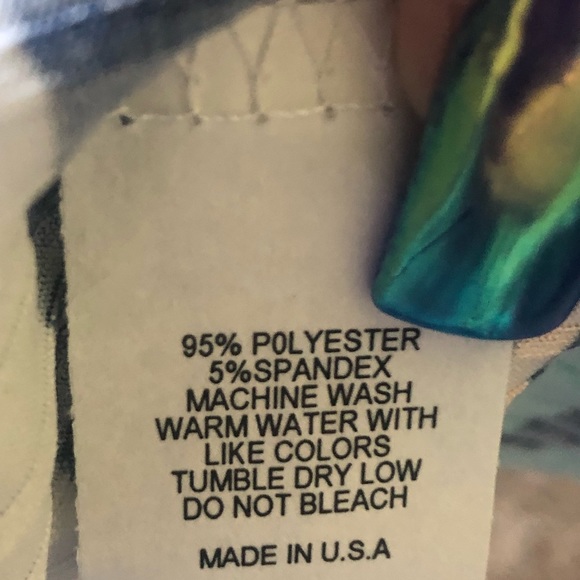 95% P0LYESTER
5%SPANDEX
MACHINE WASH
WARM WATER WITH
LIKE COLORS
TUMBLE DRY LOW
DO NOT BLEACH
MADE IN U.S.A